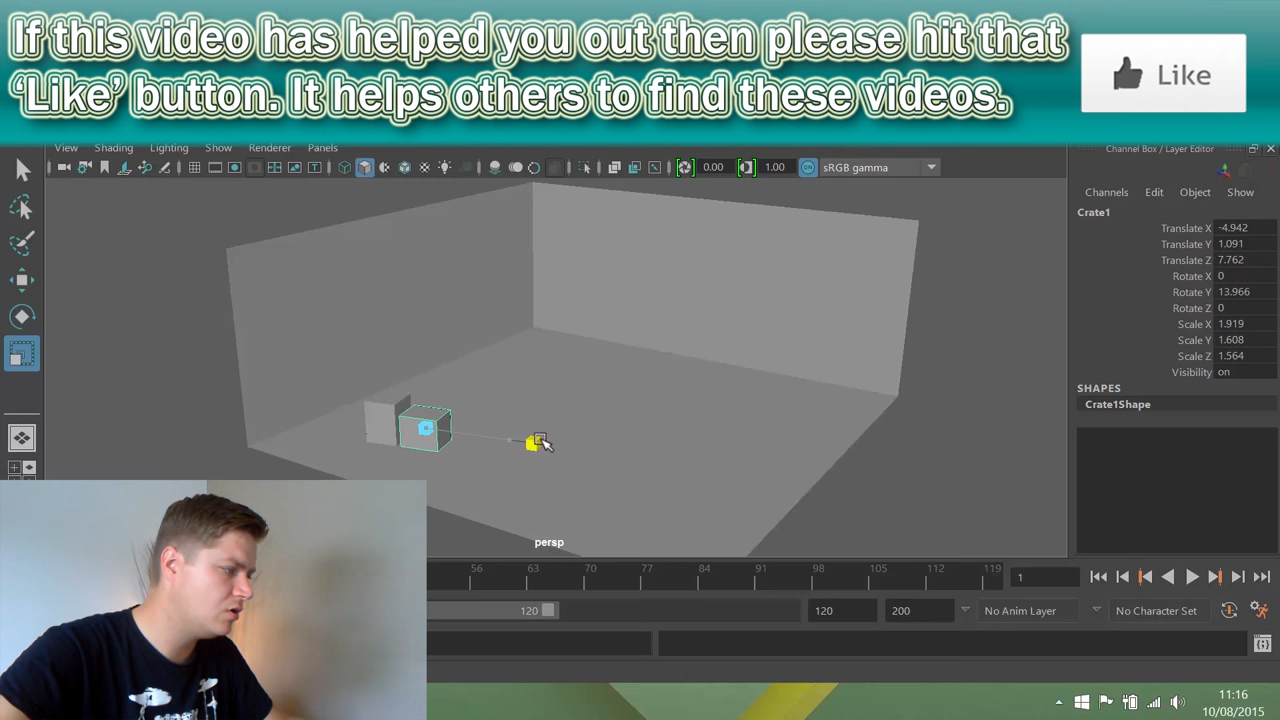 If this video has helped you out then please hit that
'Like' button. It helps others to find these videos.
Like
View Shading Lighting Show Renderer Panels
Channel Box / Layer Editor
0.00 1.00 ON sRGB gamma
Channels Edit Object Show
Crate1
Translate X -4.942
Translate Y 1.091
Translate Z 7.762
Rotate X 0
Rotate Y 13.966
Rotate Z 0
Scale X 1.919
Scale Y 1.608
Scale Z 1.564
Visibility on
SHAPES
Crate1Shape
persp
56 63 70 77 84 91 98 105 112 119 1
120 120 200 No Anim Layer No Character Set
11:16
10/08/2015